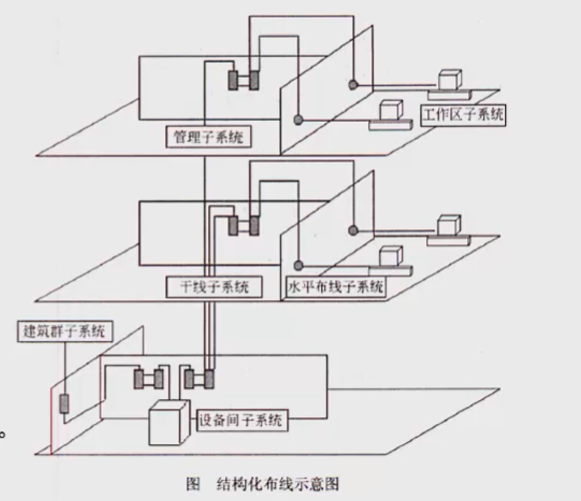 工作区子系统
管理子系统
干线子系统
水平布线子系统
建筑群子系统
设备间子系统
。
图 结构化布线示意图